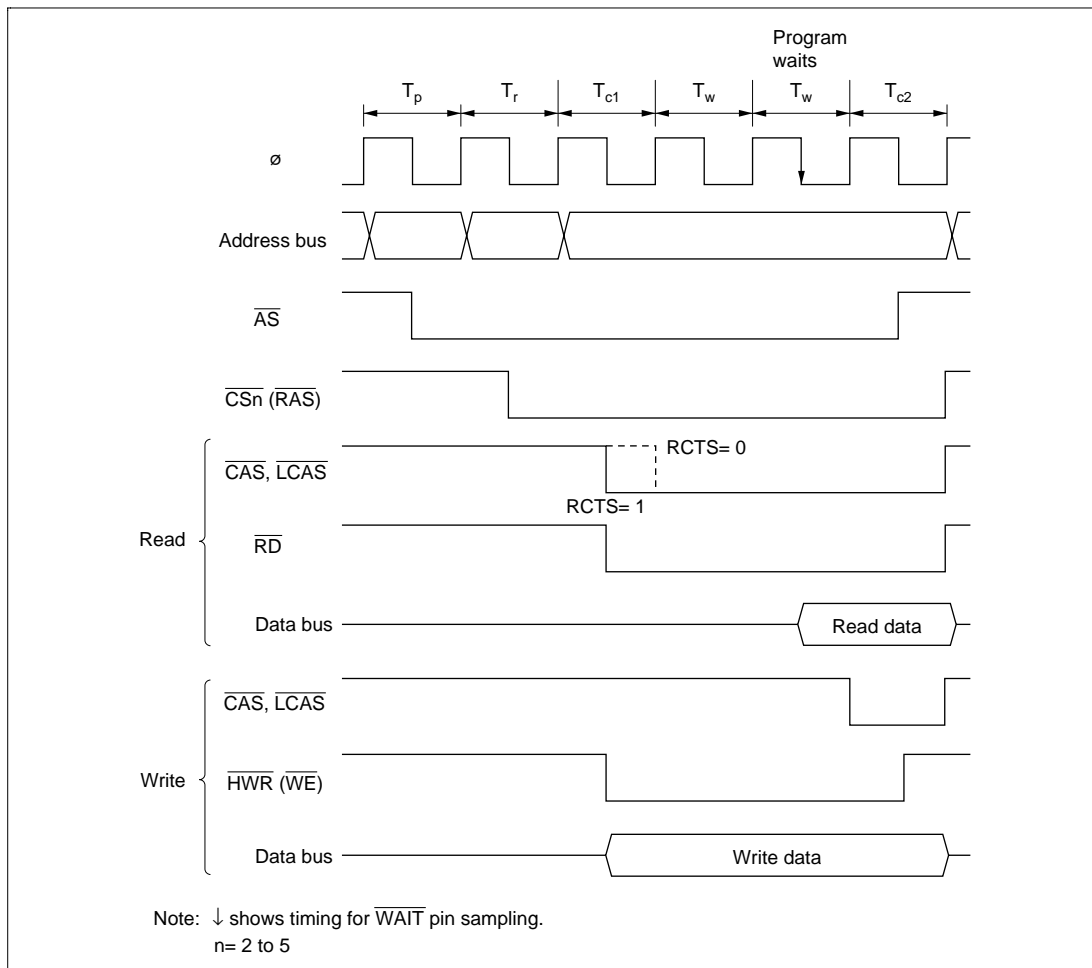 Program
waits
Tp Tr Tc1 Tw Tw Tc2
ø
Address bus
AS
CSn (RAS)
RCTS= 0
CAS, LCAS
RCTS= 1
Read
RD
Data bus Read data
CAS, LCAS
Write
HWR (WE)
Data bus Write data
Note: ↓ shows timing for WAIT pin sampling.
n= 2 to 5